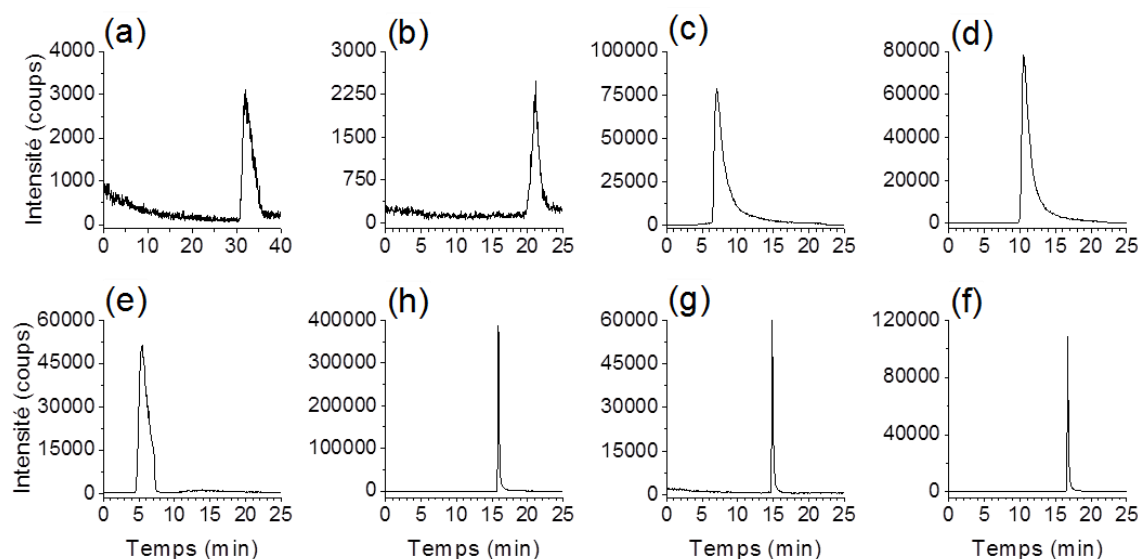 (a) (b) (c) (d)
Intensité (coups)
4000 3000 2000 1000 0
0 10 20 30 40
3000 2250 1500 750 0
0 5 10 15 20 25
100000 75000 50000 25000 0
0 5 10 15 20 25
80000 60000 40000 20000 0
0 5 10 15 20 25
(e) (h) (g) (f)
Intensité (coups)
60000 45000 30000 15000 0
0 5 10 15 20 25
400000 300000 200000 100000 0
0 5 10 15 20 25
60000 45000 30000 15000 0
0 5 10 15 20 25
120000 80000 40000 0
0 5 10 15 20 25
Temps (min) Temps (min) Temps (min) Temps (min)